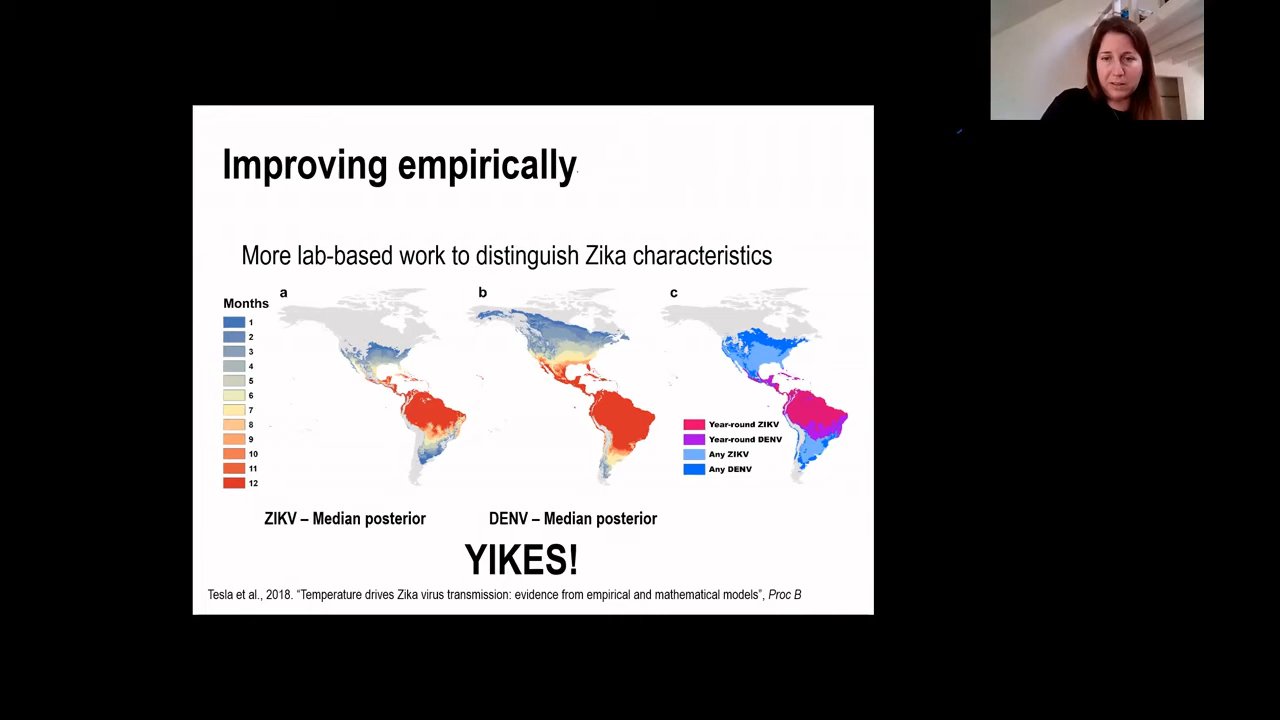 Improving empirically
More lab-based work to distinguish Zika characteristics
a
b
c
Months
1
2
3
4
5
6
7
8
9
10
11
12
Year-round ZIKV
Year-round DENV
Any ZIKV
Any DENV
ZIKV – Median posterior
DENV – Median posterior
YIKES!
Tesla et al., 2018. “Temperature drives Zika virus transmission: evidence from empirical and mathematical models”, Proc B